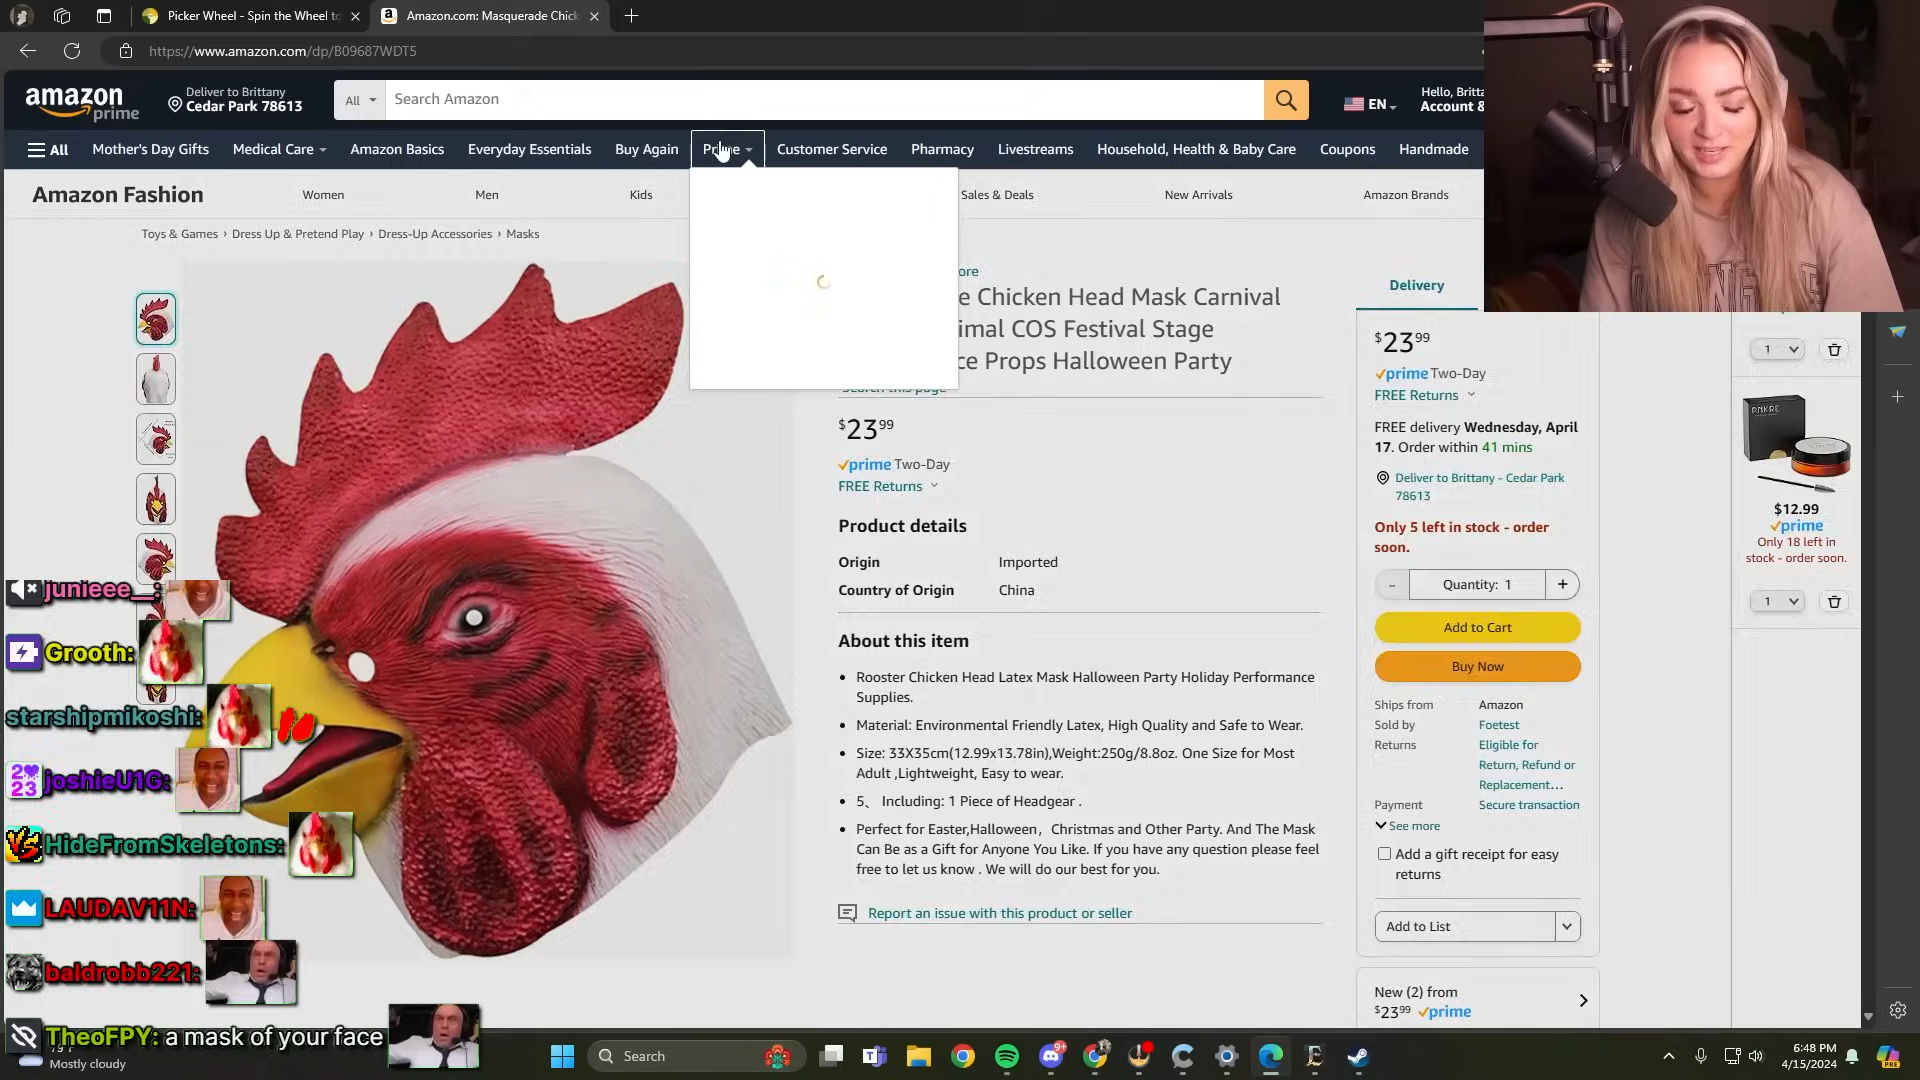 Picker Wheel - Spin the Wheel to
Amazon.com: Masquerade Chick
https://www.amazon.com/dp/B09687WDT5
amazon
prime
Deliver to Brittany
Cedar Park 78613
All
Search Amazon
EN
Hello, Britta
Account &
All
Mother's Day Gifts
Medical Care
Amazon Basics
Everyday Essentials
Buy Again
Prime
Customer Service
Pharmacy
Livestreams
Household, Health & Baby Care
Coupons
Handmade
Amazon Fashion
Women
Men
Kids
Sales & Deals
New Arrivals
Amazon Brands
Toys & Games › Dress Up & Pretend Play › Dress-Up Accessories › Masks
ore
e Chicken Head Mask Carnival
imal COS Festival Stage
ce Props Halloween Party
Search this page
$23 99
prime Two-Day
FREE Returns
Product details
Origin Imported
Country of Origin China
About this item
• Rooster Chicken Head Latex Mask Halloween Party Holiday Performance
Supplies.
• Material: Environmental Friendly Latex, High Quality and Safe to Wear.
• Size: 33X35cm(12.99x13.78in),Weight:250g/8.8oz. One Size for Most
Adult ,Lightweight, Easy to wear.
• 5、 Including: 1 Piece of Headgear .
• Perfect for Easter,Halloween，Christmas and Other Party. And The Mask
Can Be as a Gift for Anyone You Like. If you have any question please feel
free to let us know . We will do our best for you.
Report an issue with this product or seller
Delivery
$23 99
prime Two-Day
FREE Returns
FREE delivery Wednesday, April
17. Order within 41 mins
Deliver to Brittany - Cedar Park
78613
Only 5 left in stock - order
soon.
- Quantity: 1 +
Add to Cart
Buy Now
Ships from Amazon
Sold by Foetest
Returns Eligible for
Return, Refund or
Replacement…
Payment Secure transaction
See more
Add a gift receipt for easy
returns
Add to List
New (2) from
$23 99 prime
1
PNKRE
$12.99
prime
Only 18 left in
stock - order soon.
1
junieee__:
Grooth:
starshipmikoshi:
2023 joshieU1G:
HideFromSkeletons:
LAUDAV11N:
baldrobb221:
TheoFPY: a mask of your face
Mostly cloudy
Search
9+
6:48 PM
4/15/2024
PRE